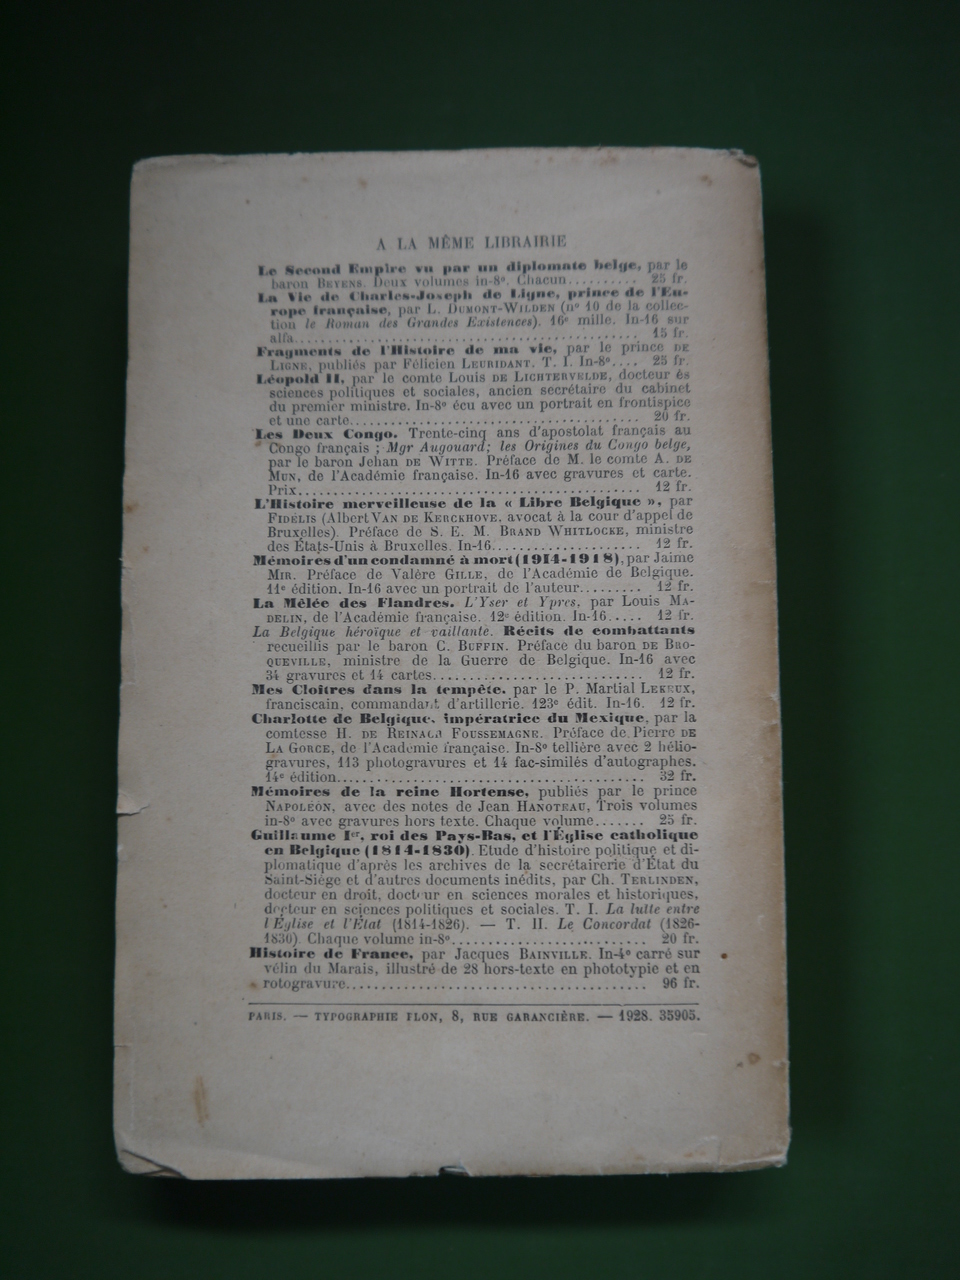 A LA MÊME LIBRAIRIE
Le Second Empire vu par un diplomate belge, par le
baron BEYENS. Deux volumes in-8º. Chacun.......... 25 fr.
La Vie de Charles-Joseph de Ligne, prince de l'Eu-
rope française, par L. DUMONT-WILDEN (nº 10 de la collec-
tion le Roman des Grandes Existences). 16e mille. In-16 sur
alfa........................................ 15 fr.
Fragments de l'Histoire de ma vie, par le prince DE
LIGNE, publiés par Félicien LEURIDANT. T. I. In-8º.... 25 fr.
Léopold II, par le comte Louis DE LICHTERVELDE, docteur ès
sciences politiques et sociales, ancien secrétaire du cabinet
du premier ministre. In-8º écu avec un portrait en frontispice
et une carte.................................. 20 fr.
Les Deux Congo. Trente-cinq ans d'apostolat français au
Congo français ; Mgr Augouard; les Origines du Congo belge,
par le baron Jehan DE WITTE. Préface de M. le comte A. DE
MUN, de l'Académie française. In-16 avec gravures et carte.
Prix........................................ 12 fr.
L'Histoire merveilleuse de la « Libre Belgique », par
FIDÉLIS (Albert VAN DE KERCKHOVE, avocat à la cour d'appel de
Bruxelles). Préface de S. E. M. BRAND WHITLOCKE, ministre
des États-Unis à Bruxelles. In-16.................. 12 fr.
Mémoires d'un condamné à mort (1914-1918), par Jaime
MIR. Préface de Valère GILLE, de l'Académie de Belgique.
11e édition. In-16 avec un portrait de l'auteur......... 12 fr.
La Mêlée des Flandres. L'Yser et Ypres, par Louis MA-
DELIN, de l'Académie française. 12e édition. In-16..... 12 fr.
La Belgique héroïque et vaillante. Récits de combattants
recueillis par le baron C. BUFFIN. Préface du baron DE BRO-
QUEVILLE, ministre de la Guerre de Belgique. In-16 avec
34 gravures et 14 cartes......................... 12 fr.
Mes Cloîtres dans la tempête, par le P. Martial LEKEUX,
franciscain, commandant d'artillerie. 123e édit. In-16. 12 fr.
Charlotte de Belgique, impératrice du Mexique, par la
comtesse H. DE REINACH FOUSSEMAGNE. Préface de Pierre DE
LA GORCE, de l'Académie française. In-8º tellière avec 2 hélio-
gravures, 113 photogravures et 14 fac-similés d'autographes.
14e édition..................................... 32 fr.
Mémoires de la reine Hortense, publiés par le prince
NAPOLÉON, avec des notes de Jean HANOTEAU, Trois volumes
in-8º avec gravures hors texte. Chaque volume....... 25 fr.
Guillaume Ier, roi des Pays-Bas, et l'Église catholique
en Belgique (1814-1830). Etude d'histoire politique et di-
plomatique d'après les archives de la secrétairerie d'État du
Saint-Siège et d'autres documents inédits, par Ch. TERLINDEN,
docteur en droit, docteur en sciences morales et historiques,
docteur en sciences politiques et sociales. T. I. La lutte entre
l'Église et l'État (1814-1826). — T. II. Le Concordat (1826-
1830). Chaque volume in-8º........................ 20 fr.
Histoire de France, par Jacques BAINVILLE. In-4º carré sur
vélin du Marais, illustré de 28 hors-texte en phototypie et en
rotogravure..................................... 96 fr.
PARIS. — TYPOGRAPHIE PLON, 8, RUE GARANCIÈRE. — 1928. 35905.